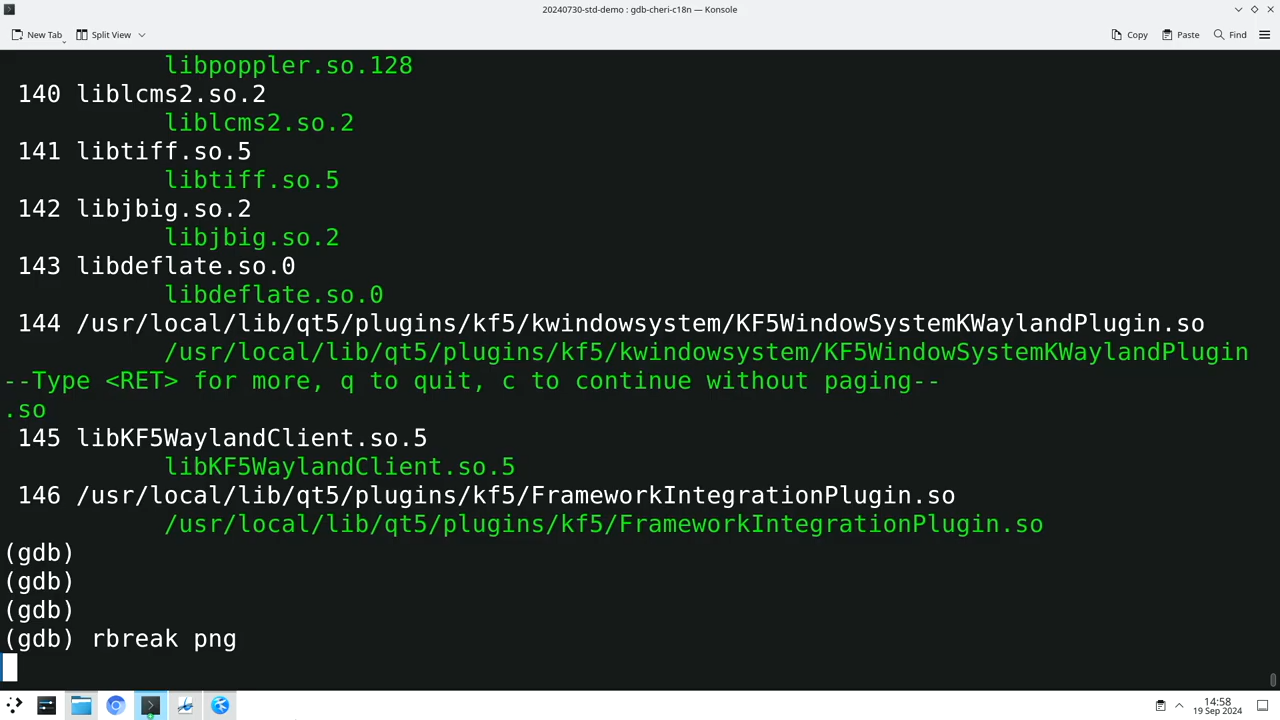 20240730-std-demo : gdb-cheri-c18n — Konsole
New Tab Split View Copy Paste Find
libpoppler.so.128
140 liblcms2.so.2
liblcms2.so.2
141 libtiff.so.5
libtiff.so.5
142 libjbig.so.2
libjbig.so.2
143 libdeflate.so.0
libdeflate.so.0
144 /usr/local/lib/qt5/plugins/kf5/kwindowsystem/KF5WindowSystemKWaylandPlugin.so
/usr/local/lib/qt5/plugins/kf5/kwindowsystem/KF5WindowSystemKWaylandPlugin
--Type <RET> for more, q to quit, c to continue without paging--
.so
145 libKF5WaylandClient.so.5
libKF5WaylandClient.so.5
146 /usr/local/lib/qt5/plugins/kf5/FrameworkIntegrationPlugin.so
/usr/local/lib/qt5/plugins/kf5/FrameworkIntegrationPlugin.so
(gdb)
(gdb)
(gdb)
(gdb) rbreak png
14:58
19 Sep 2024